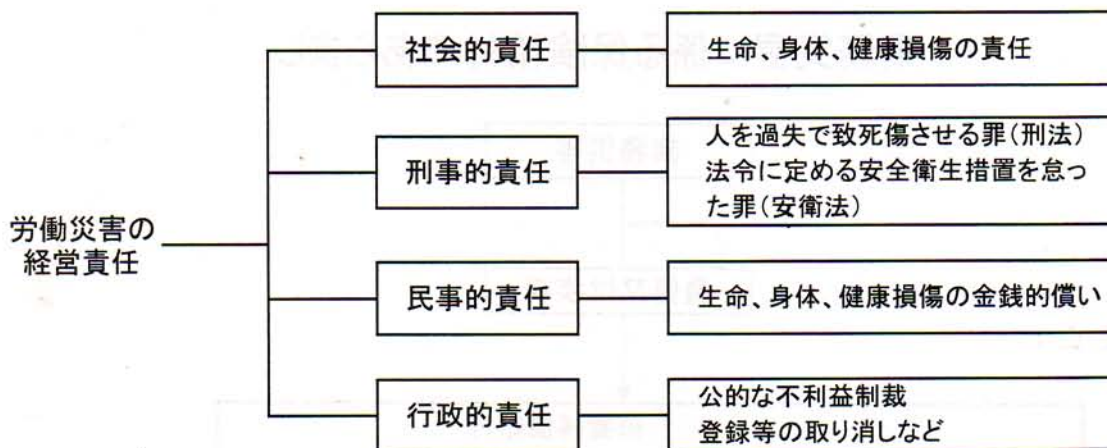 社会的責任
生命、身体、健康損傷の責任
刑事的責任
人を過失で致死傷させる罪(刑法)
法令に定める安全衛生措置を怠っ
た罪(安衛法)
労働災害の
経営責任
民事的責任
生命、身体、健康損傷の金銭的償い
行政的責任
公的な不利益制裁
登録等の取り消しなど